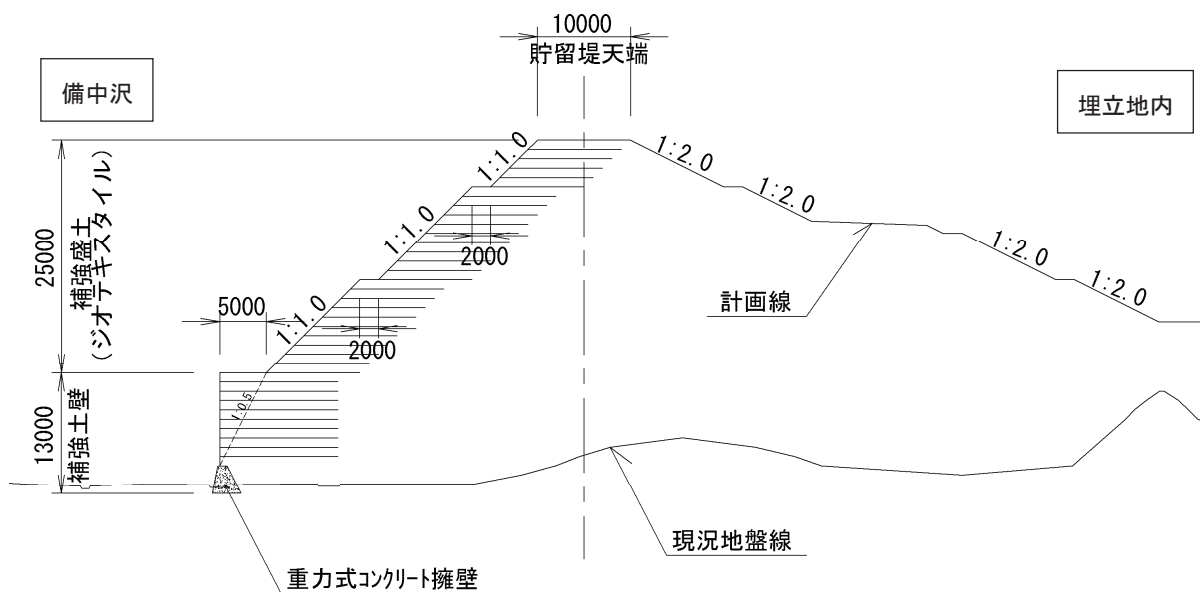 10000
貯留堤天端
備中沢
埋立地内
1:1.0
1:2.0
1:2.0
1:1.0
2000
1:2.0
1:2.0
25000
補強盛土
(ジオテキスタイル)
5000
1:1.0
2000
計画線
13000
補強土壁
1:0.5
現況地盤線
重力式コンクリート擁壁